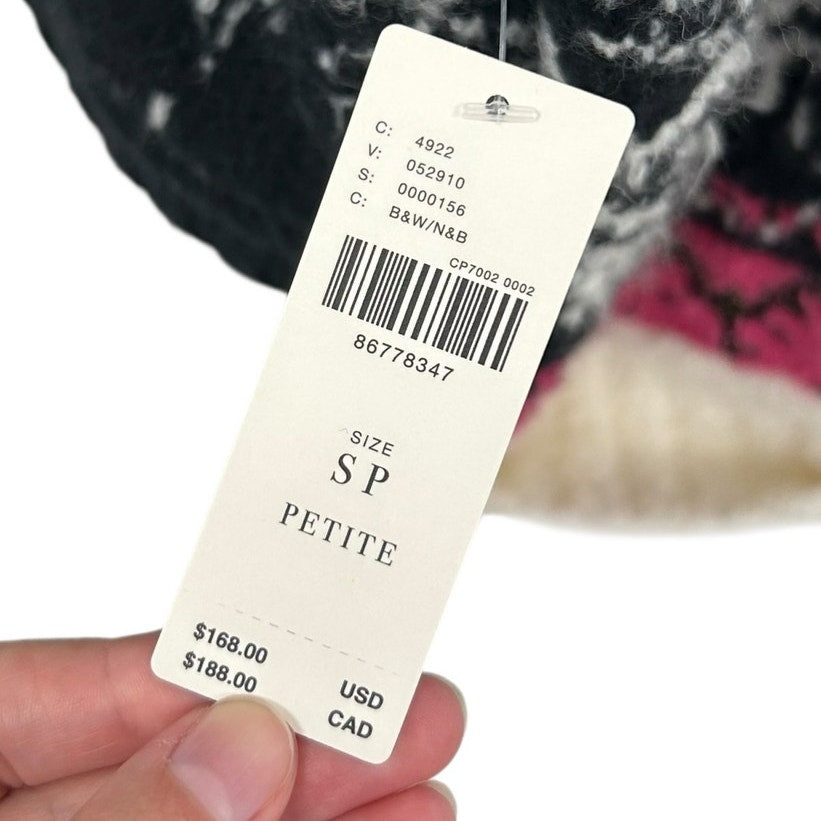 C: 4922
V: 052910
S: 0000156
C: B&W/N&B
CP7002 0002
86778347
SIZE
SP
PETITE
$168.00 USD
$188.00 CAD